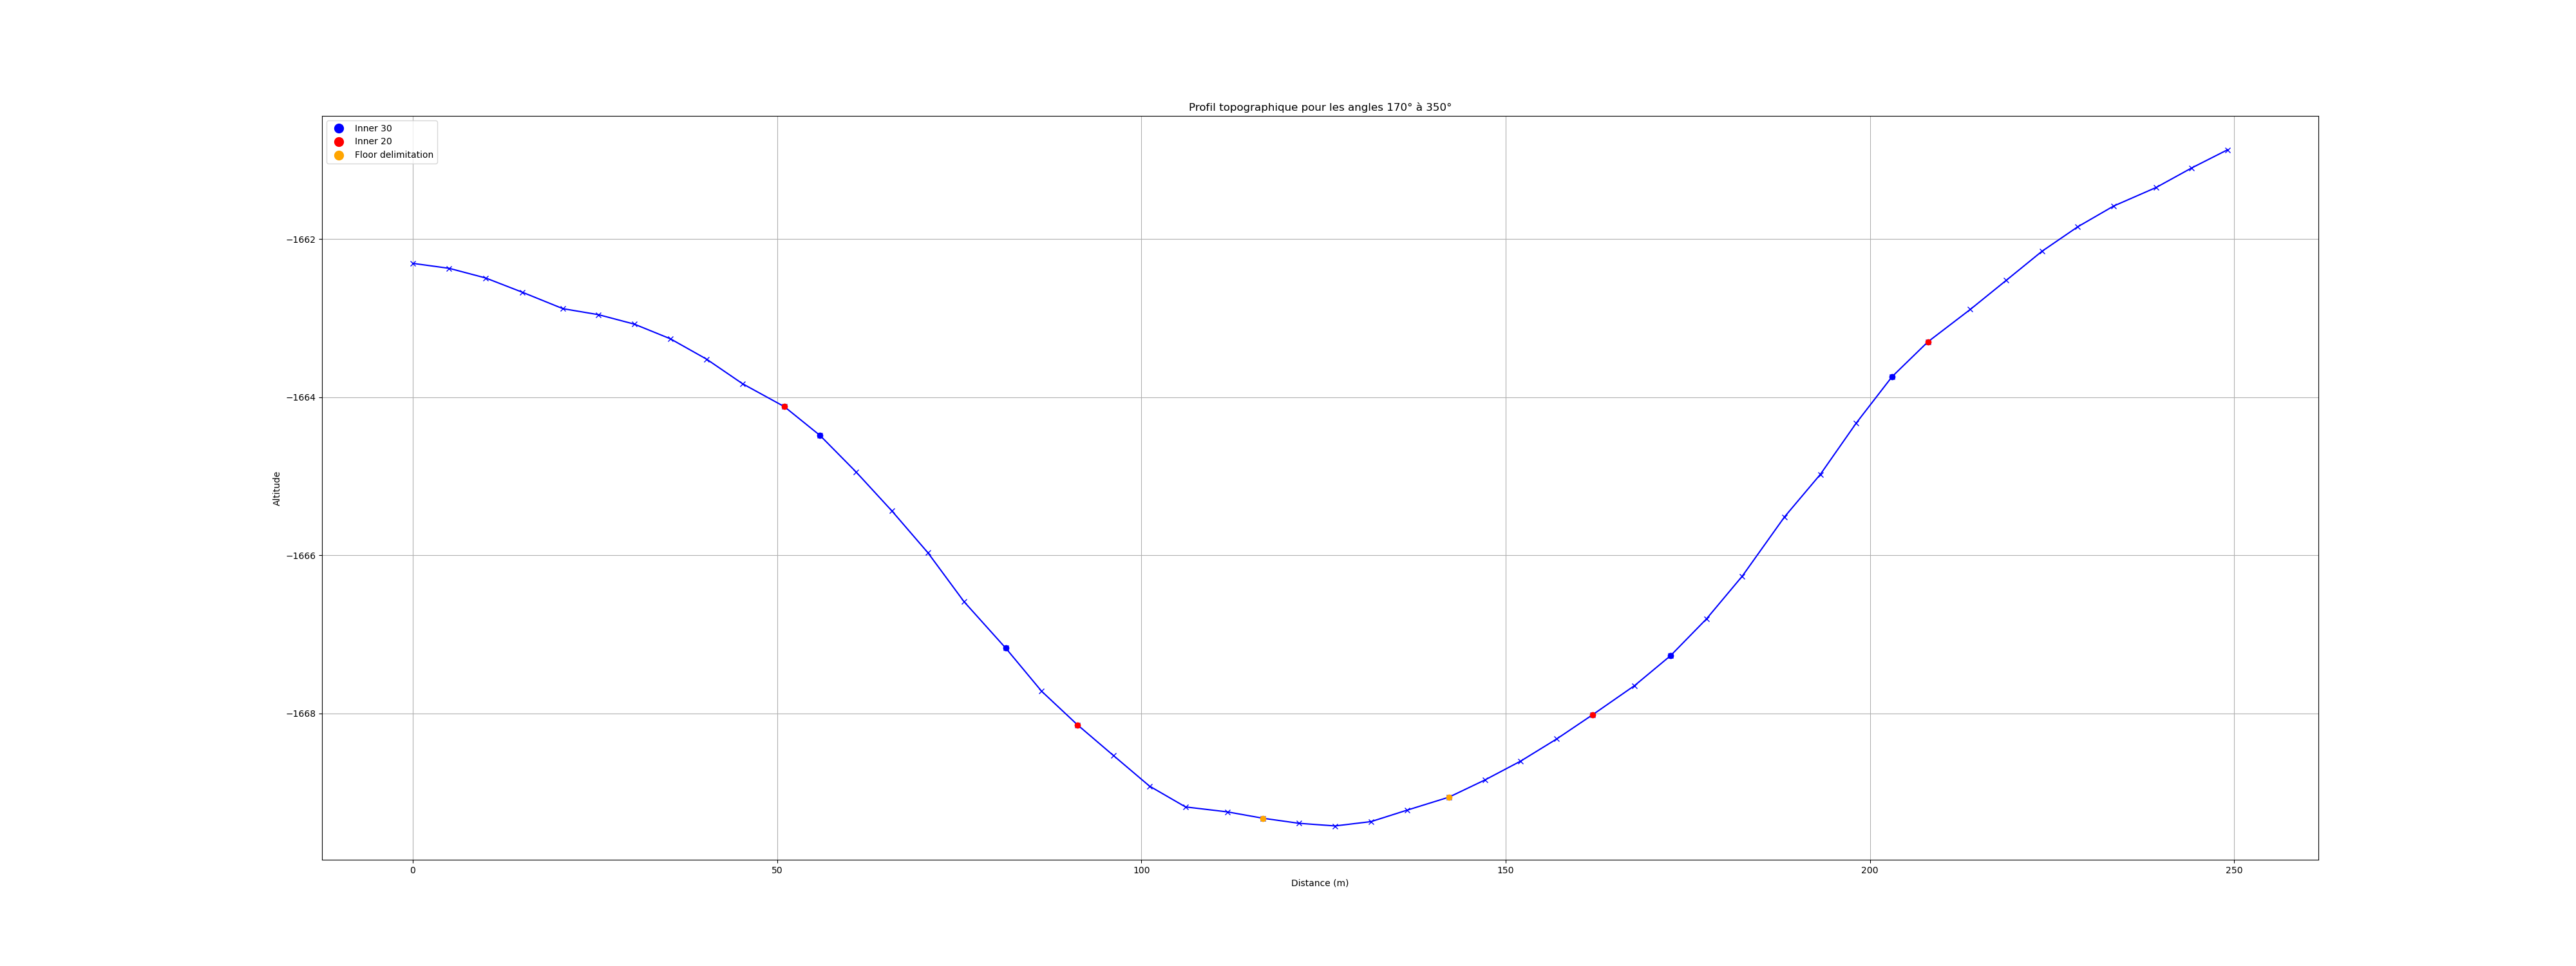 Profil topographique pour les angles 170° à 350°
Inner 30
Inner 20
Floor delimitation
−1662
−1664
−1666
−1668
Altitude
0 50 100 150 200 250
Distance (m)